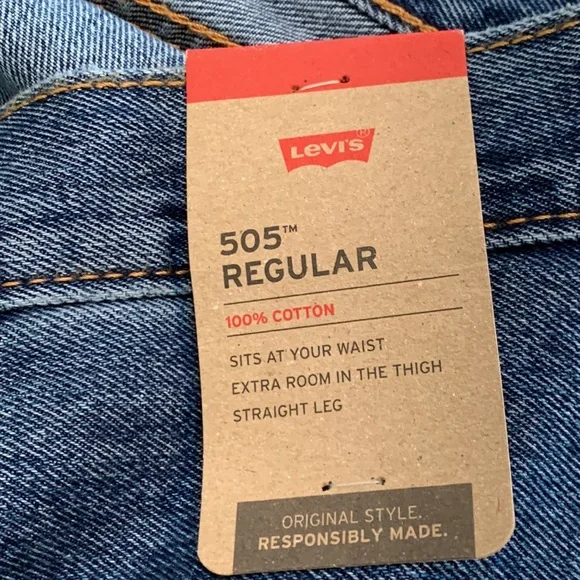 Levi's ®
505™
REGULAR
100% COTTON
SITS AT YOUR WAIST
EXTRA ROOM IN THE THIGH
STRAIGHT LEG
ORIGINAL STYLE.
RESPONSIBLY MADE.